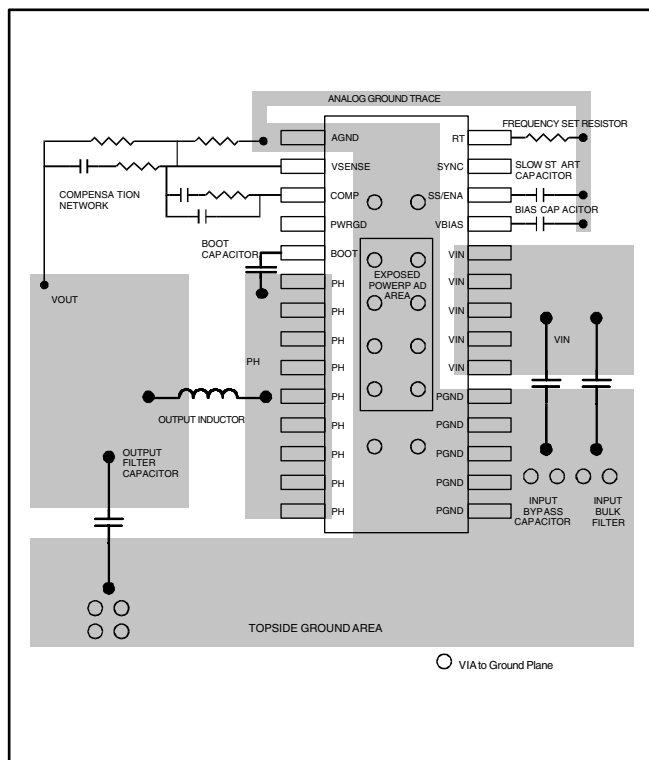 ANALOG GROUND TRACE
FREQUENCY SET RESISTOR
AGND
RT
VSENSE
SYNC
SLOW ST ART
CAPACITOR
COMPENSA TION
NETWORK
COMP
SS/ENA
BIAS CAP ACITOR
PWRGD
VBIAS
BOOT
CAPACITOR
BOOT
VIN
EXPOSED
POWERP AD
AREA
PH
VIN
VOUT
PH
VIN
PH
PH
VIN
VIN
PH
VIN
PH
PGND
OUTPUT INDUCTOR
PH
PGND
OUTPUT
FILTER
CAPACITOR
PH
PGND
PH
PGND
INPUT
BYPASS
CAPACITOR
INPUT
BULK
FILTER
PH
PGND
TOPSIDE GROUND AREA
VIA to Ground Plane